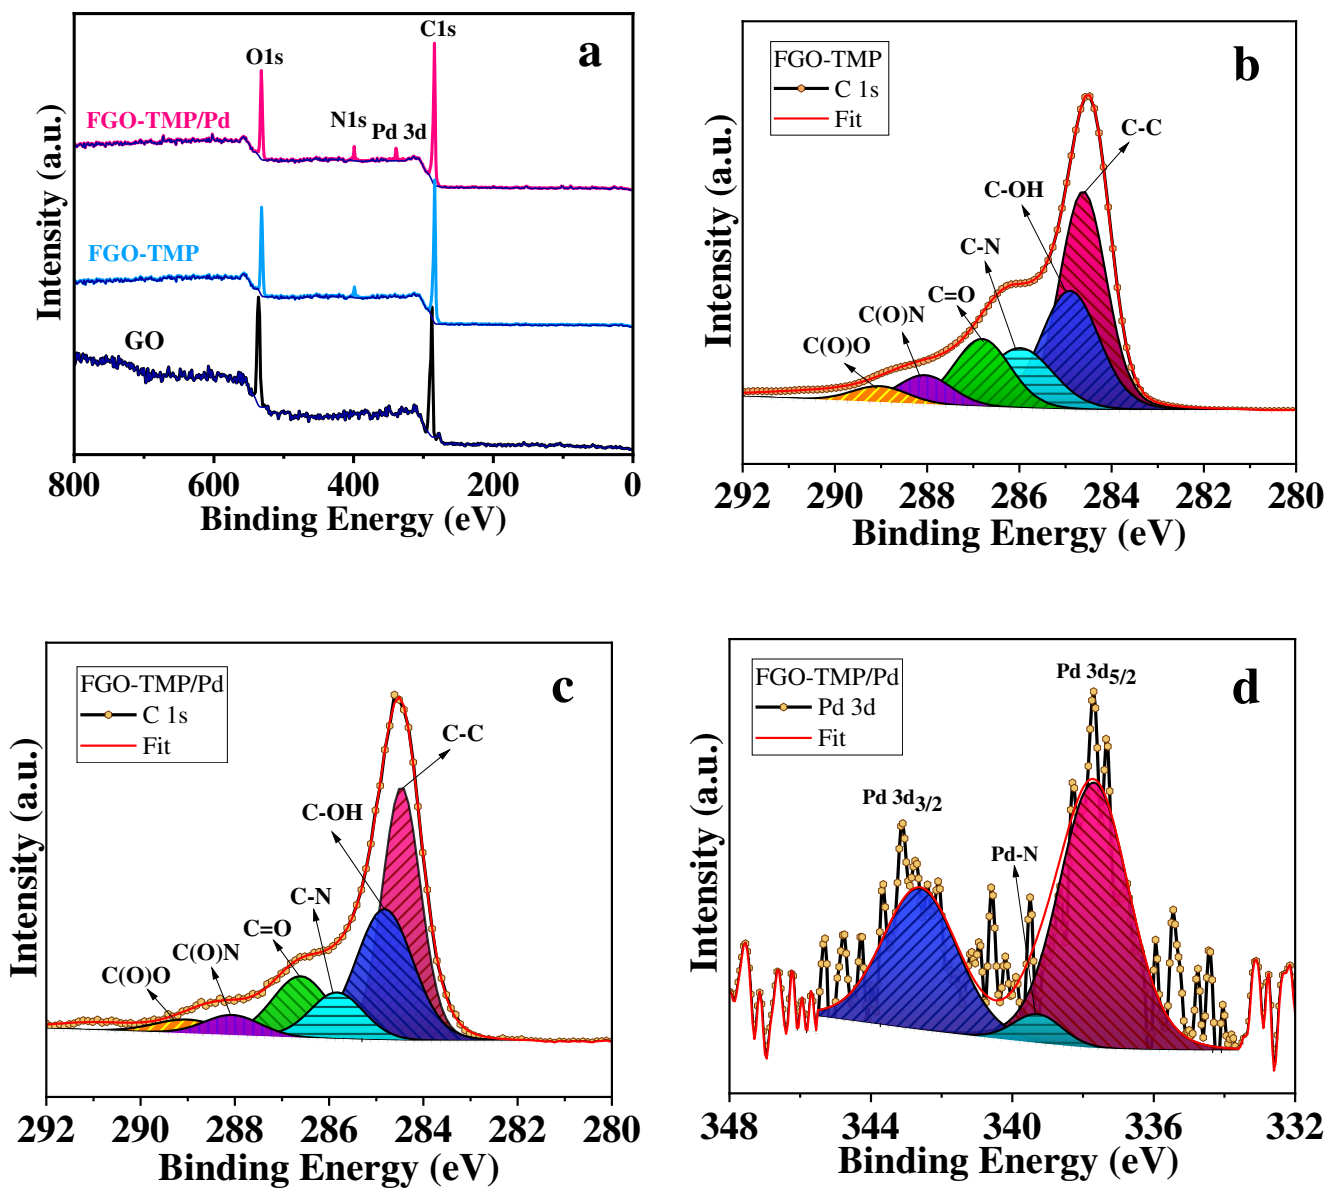 a
C1s
O1s
N1s
Pd 3d
FGO-TMP/Pd
FGO-TMP
GO
Intensity (a.u.)
800 600 400 200 0
Binding Energy (eV)
b
FGO-TMP
C 1s
Fit
C-C
C-OH
C-N
C=O
C(O)N
C(O)O
Intensity (a.u.)
292 290 288 286 284 282 280
Binding Energy (eV)
c
FGO-TMP/Pd
C 1s
Fit
C-C
C-OH
C-N
C=O
C(O)N
C(O)O
Intensity (a.u.)
292 290 288 286 284 282 280
Binding Energy (eV)
d
FGO-TMP/Pd
Pd 3d
Fit
Pd 3d5/2
Pd 3d3/2
Pd-N
Intensity (a.u.)
348 344 340 336 332
Binding Energy (eV)